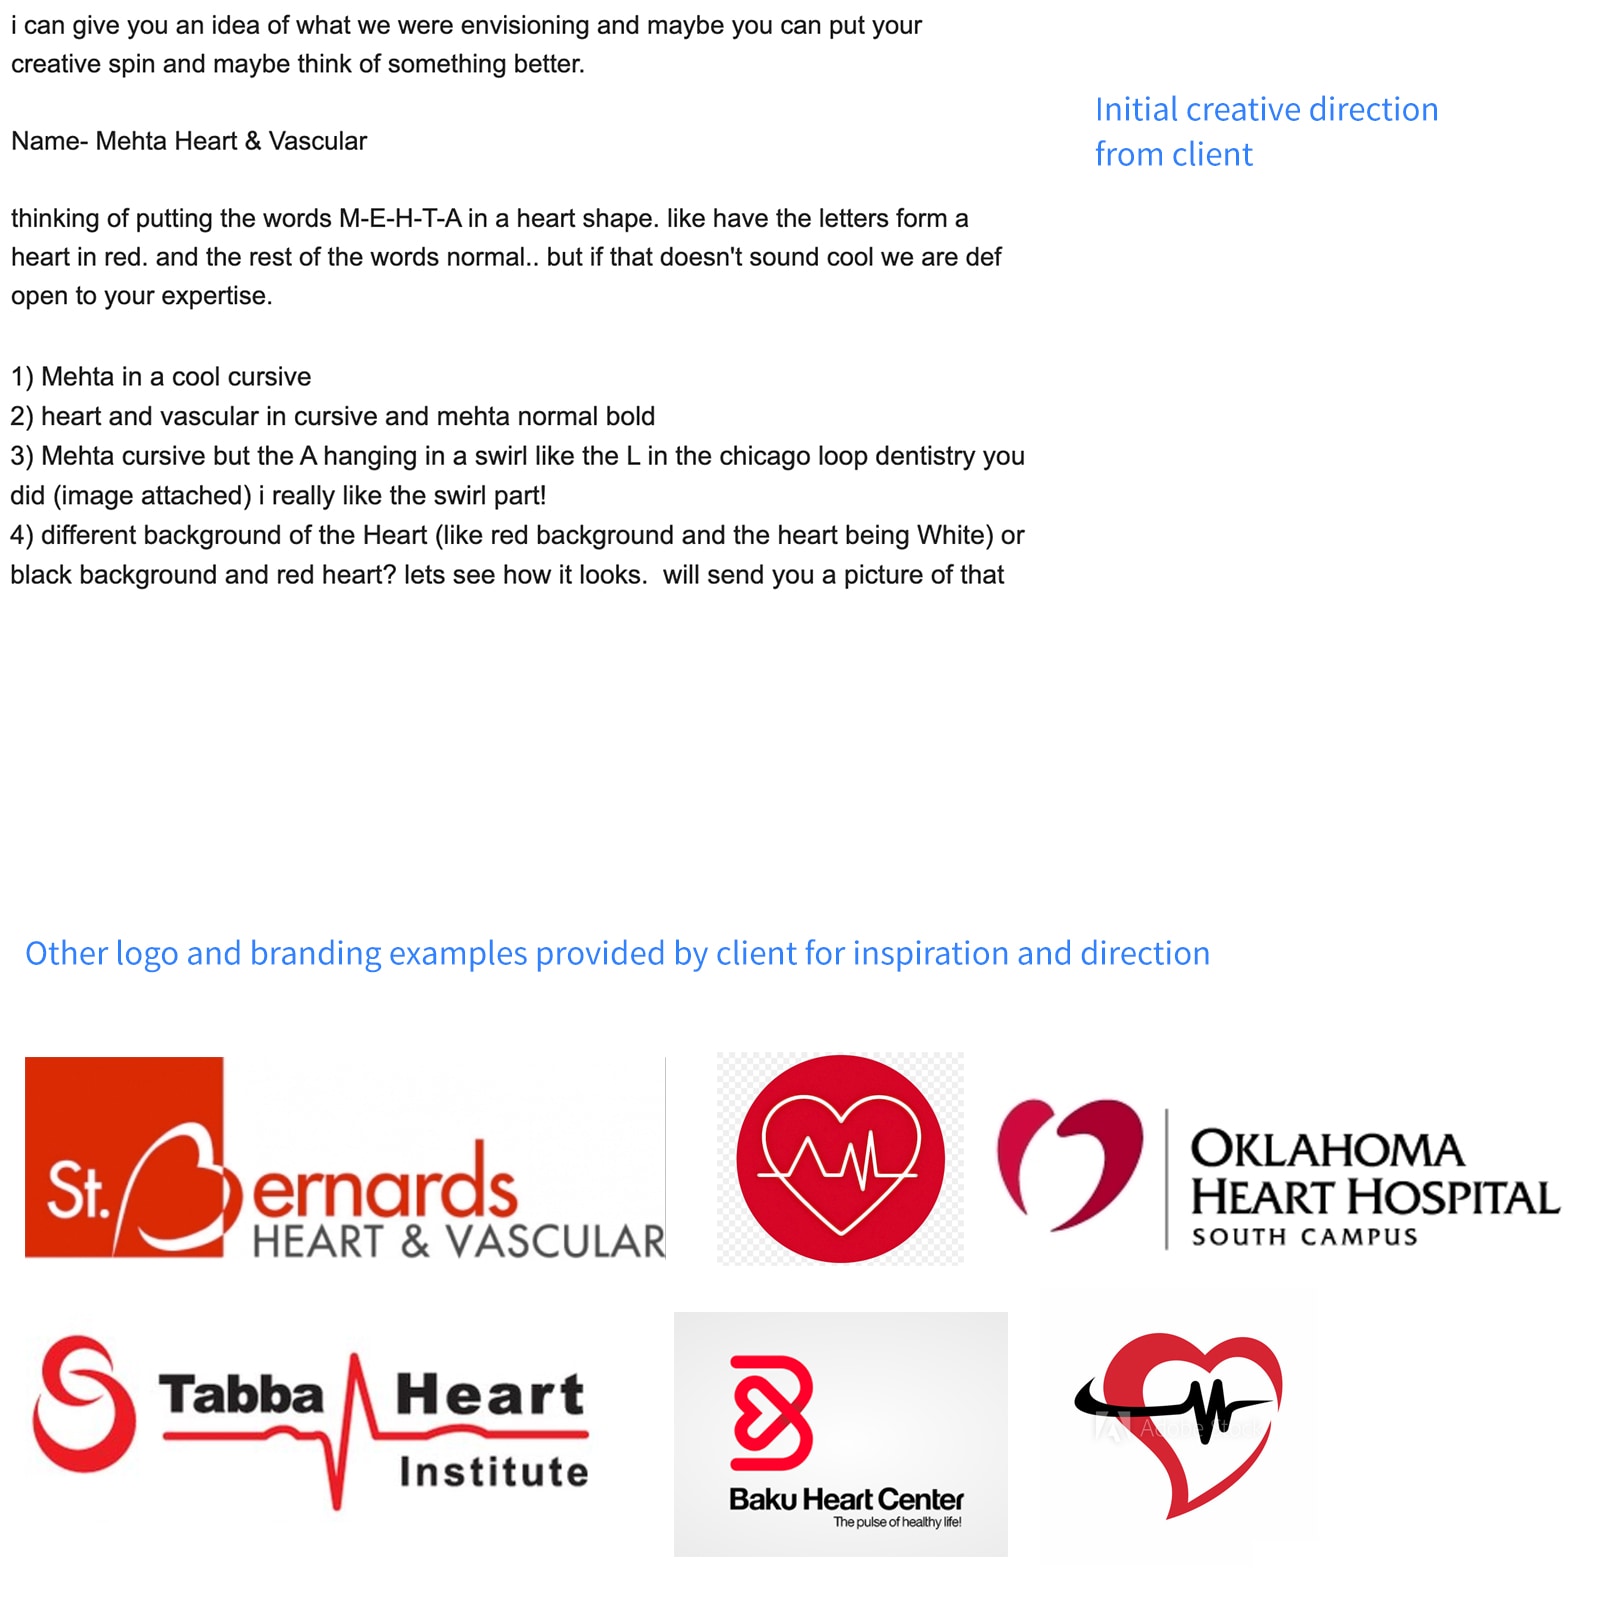 i can give you an idea of what we were envisioning and maybe you can put your
creative spin and maybe think of something better.
Initial creative direction
from client
Name- Mehta Heart & Vascular
thinking of putting the words M-E-H-T-A in a heart shape. like have the letters form a
heart in red. and the rest of the words normal.. but if that doesn't sound cool we are def
open to your expertise.
1) Mehta in a cool cursive
2) heart and vascular in cursive and mehta normal bold
3) Mehta cursive but the A hanging in a swirl like the L in the chicago loop dentistry you
did (image attached) i really like the swirl part!
4) different background of the Heart (like red background and the heart being White) or
black background and red heart? lets see how it looks.  will send you a picture of that
Other logo and branding examples provided by client for inspiration and direction
St. Bernards
HEART & VASCULAR
OKLAHOMA
HEART HOSPITAL
SOUTH CAMPUS
Tabba Heart
Institute
B
Baku Heart Center
The pulse of healthy life!
Adobe Stock